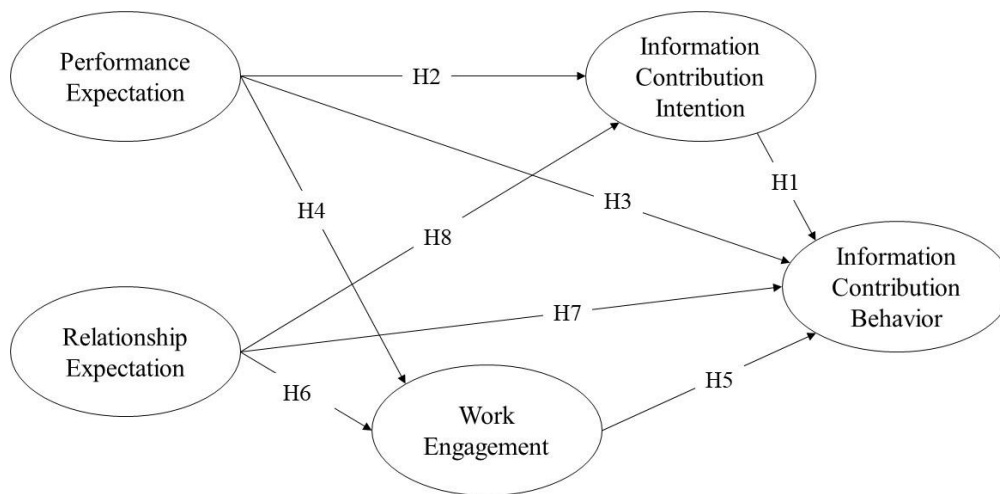 Performance
Expectation
H2
Information
Contribution
Intention
H1
H4
H3
H8
Information
Contribution
Behavior
H7
Relationship
Expectation
H6
H5
Work
Engagement